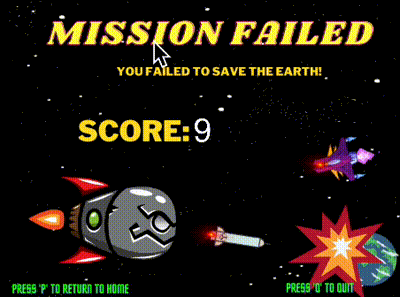 MISSION FAILED
YOU FAILED TO SAVE THE EARTH!
SCORE: 9
PRESS 'P' TO RETURN TO HOME
PRESS 'Q' TO QUIT